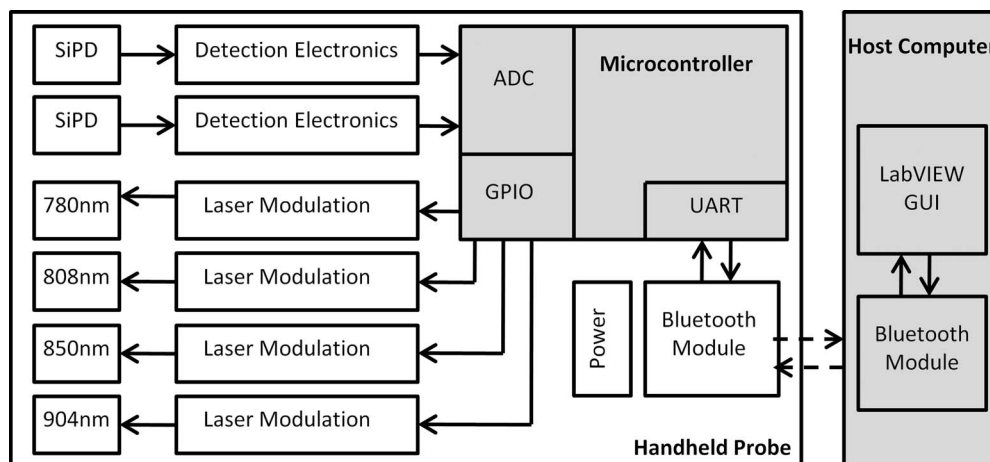 SiPD
Detection Electronics
ADC
Microcontroller
Host Computer
SiPD
Detection Electronics
LabVIEW
GUI
780nm
Laser Modulation
GPIO
UART
808nm
Laser Modulation
Power
Bluetooth
Module
Bluetooth
Module
850nm
Laser Modulation
904nm
Laser Modulation
Handheld Probe